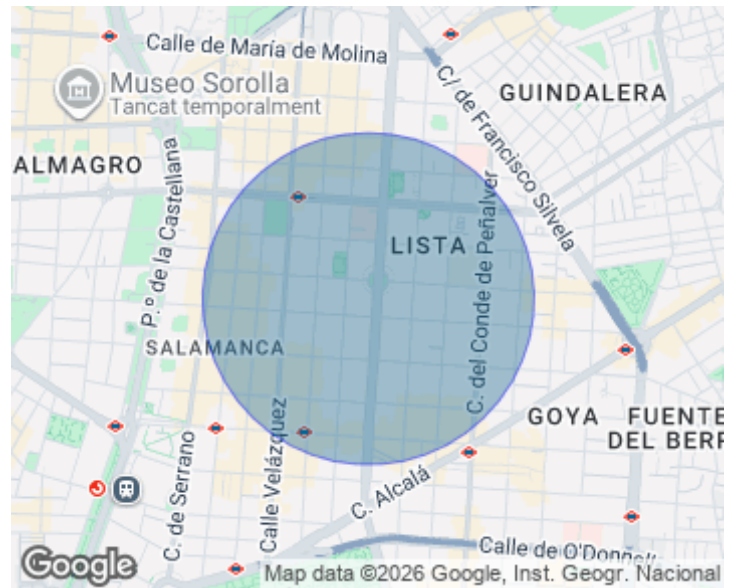 Calle de María de Molina
Museo Sorolla
Tancat temporalment
GUINDALERA
C/ de Francisco Silvela
ALMAGRO
P.º de la Castellana
LISTA
C. del Conde de Peñalver
SALAMANCA
C. de Serrano
Calle Velázquez
GOYA
FUENTE
DEL BERR
C. Alcalá
Calle de O'Donnell
Google
Map data ©2026 Google, Inst. Geogr. Nacional